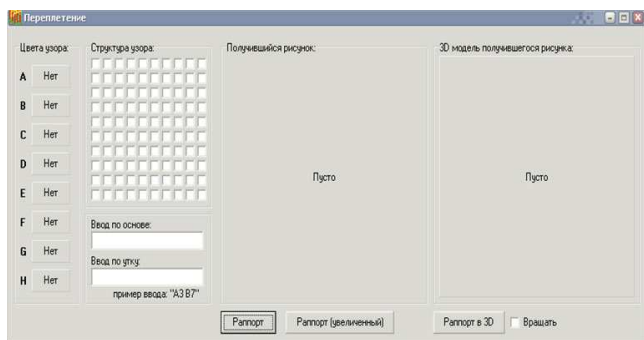 Переплетение
Цвета узора:
Структура узора:
Получившийся рисунок:
3D модель получившегося рисунка:
A Нет
B Нет
C Нет
D Нет
E Нет
F Нет
G Нет
H Нет
Ввод по основе:
Ввод по утку:
пример ввода: "A3 B7"
Пусто
Пусто
Раппорт
Раппорт (увеличенный)
Раппорт в 3D
Вращать